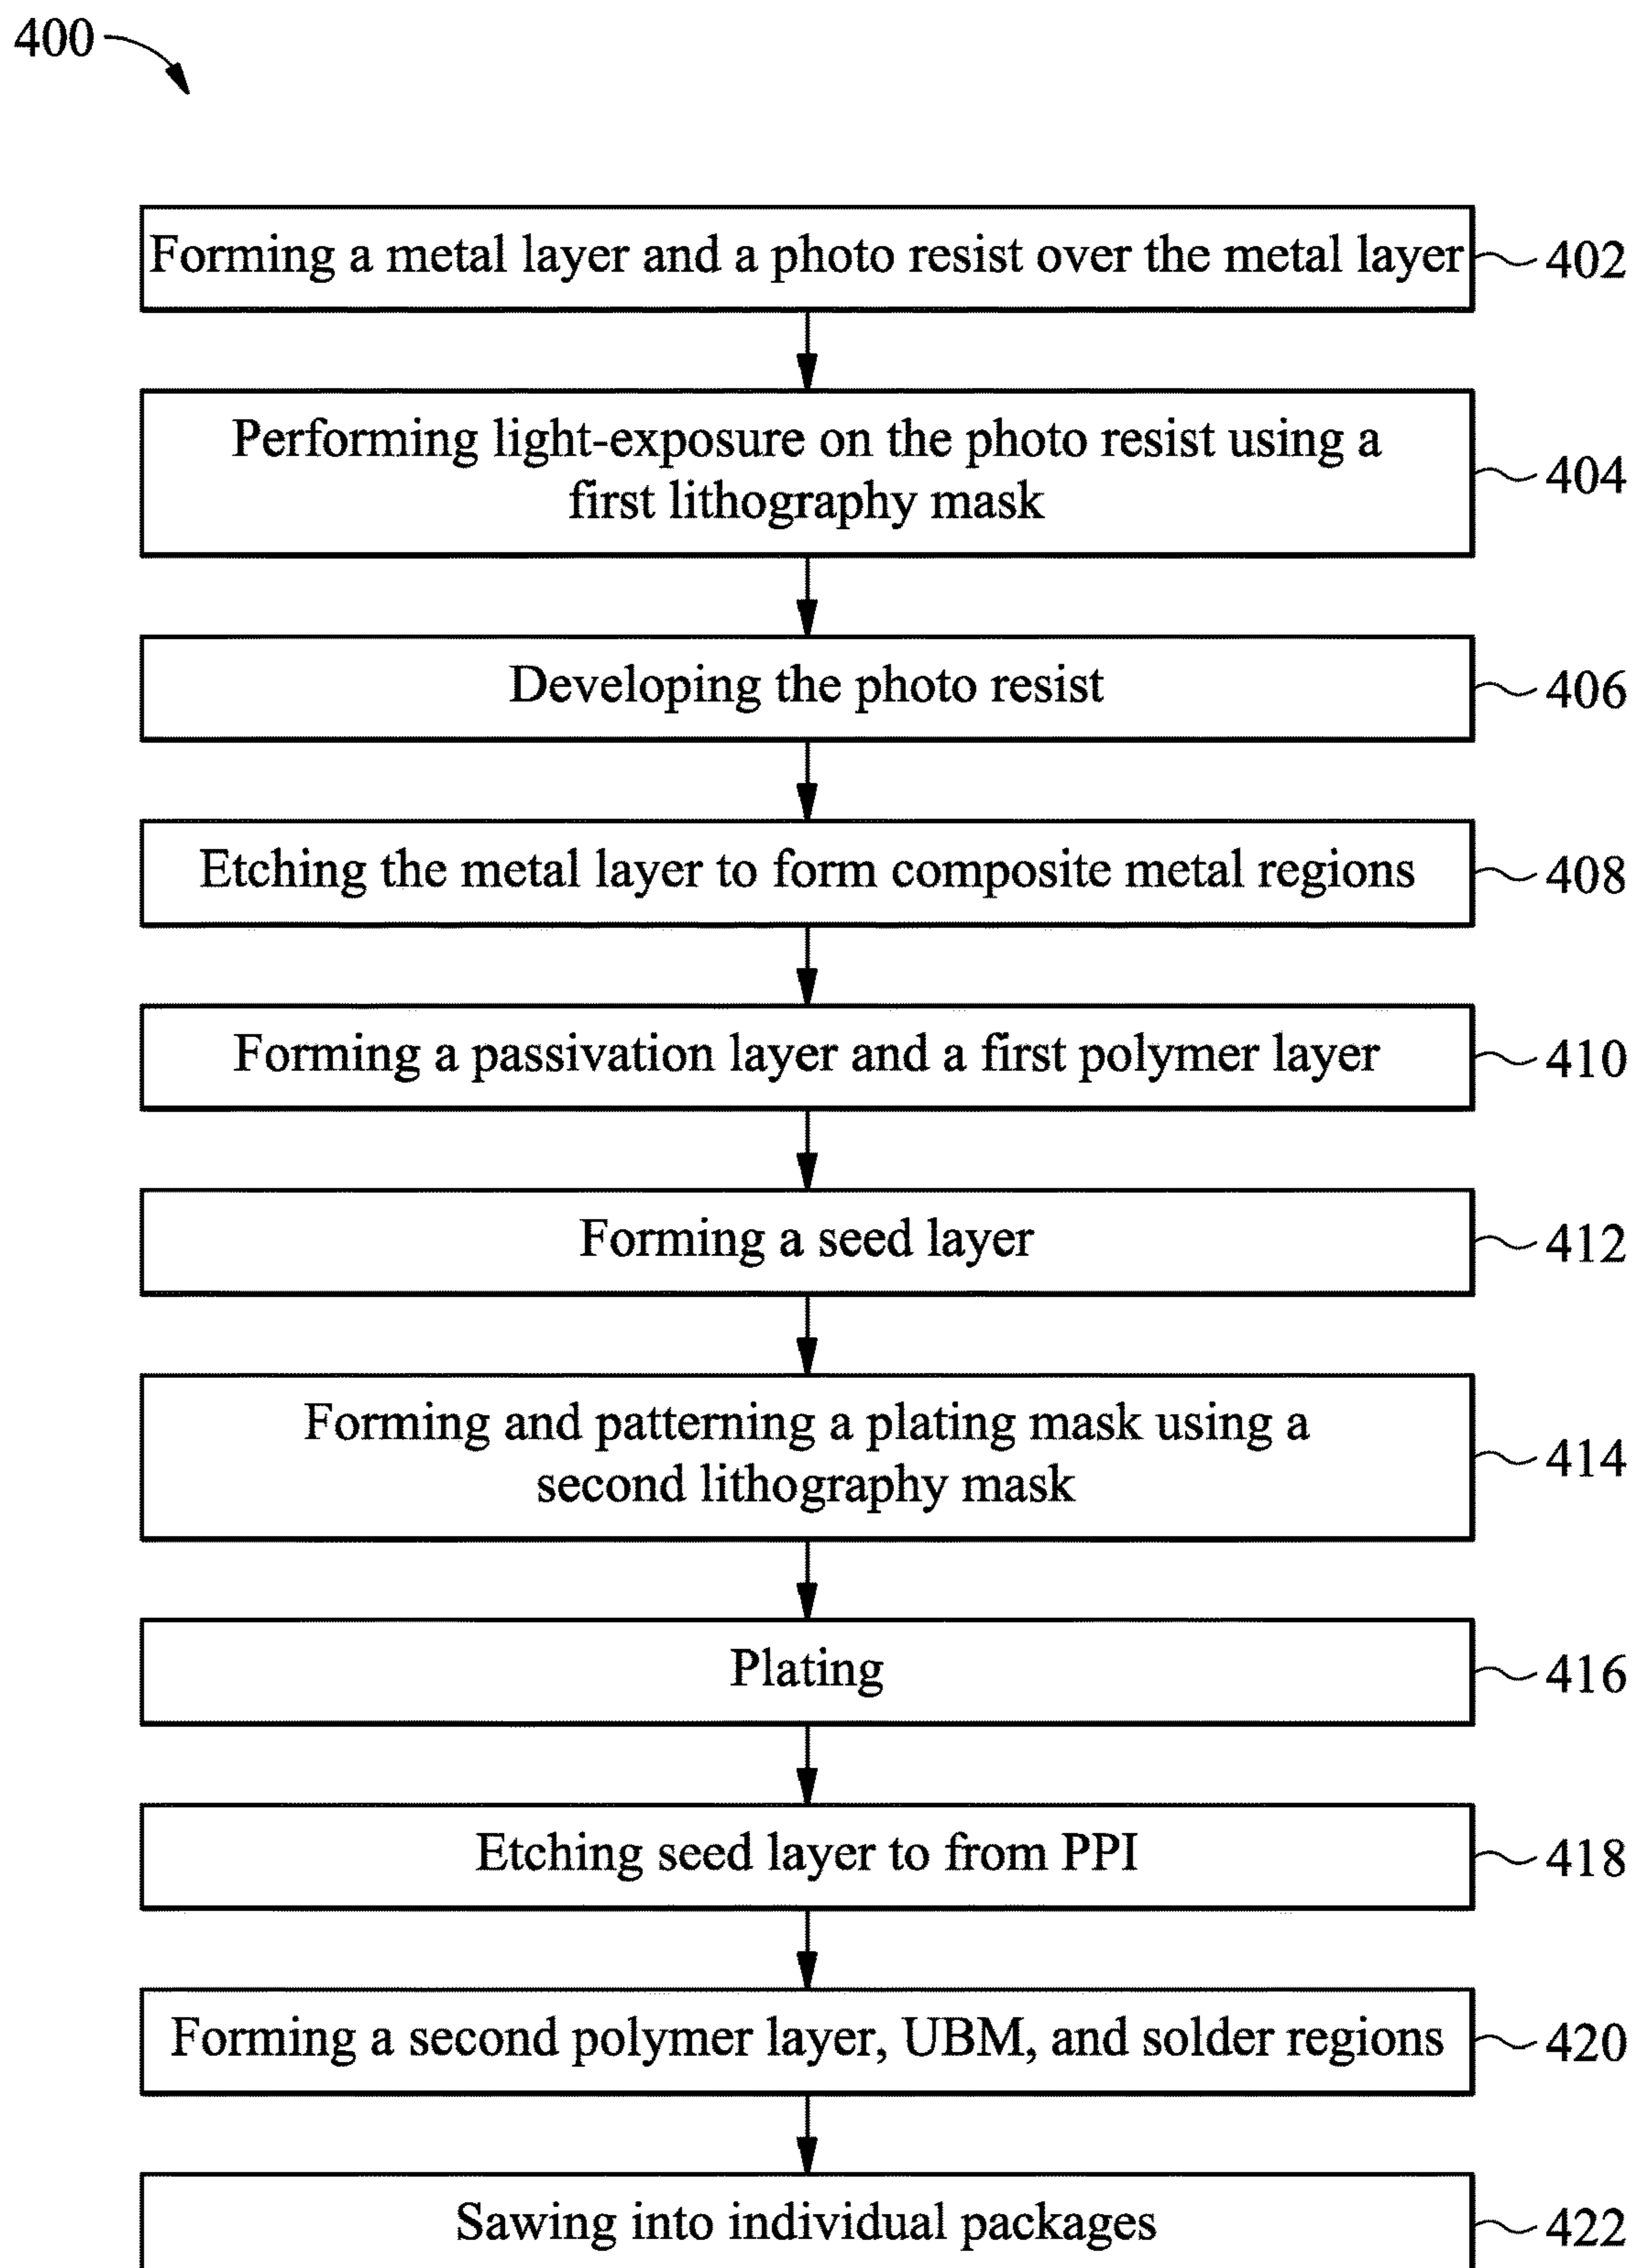 400
Forming a metal layer and a photo resist over the metal layer 402
Performing light-exposure on the photo resist using a
first lithography mask
404
Developing the photo resist 406
Etching the metal layer to form composite metal regions 408
Forming a passivation layer and a first polymer layer 410
Forming a seed layer 412
Forming and patterning a plating mask using a
second lithography mask
414
Plating 416
Etching seed layer to from PPI 418
Forming a second polymer layer, UBM, and solder regions 420
Sawing into individual packages 422